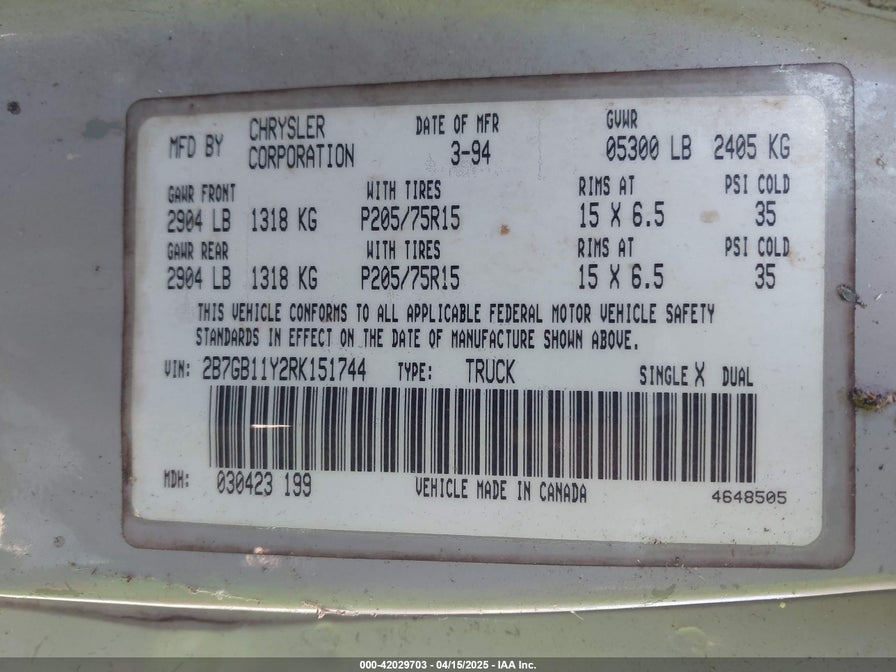 MFD BY CHRYSLER CORPORATION DATE OF MFR 3-94 GVWR 05300 LB 2405 KG
GAWR FRONT WITH TIRES RIMS AT PSI COLD
2904 LB 1318 KG P205/75R15 15 X 6.5 35
GAWR REAR WITH TIRES RIMS AT PSI COLD
2904 LB 1318 KG P205/75R15 15 X 6.5 35
THIS VEHICLE CONFORMS TO ALL APPLICABLE FEDERAL MOTOR VEHICLE SAFETY
STANDARDS IN EFFECT ON THE DATE OF MANUFACTURE SHOWN ABOVE.
VIN: 2B7GB11Y2RK151744 TYPE: TRUCK SINGLE X DUAL
MDH: 030423 199 VEHICLE MADE IN CANADA 4648505
000-42029703 - 04/15/2025 - IAA Inc.